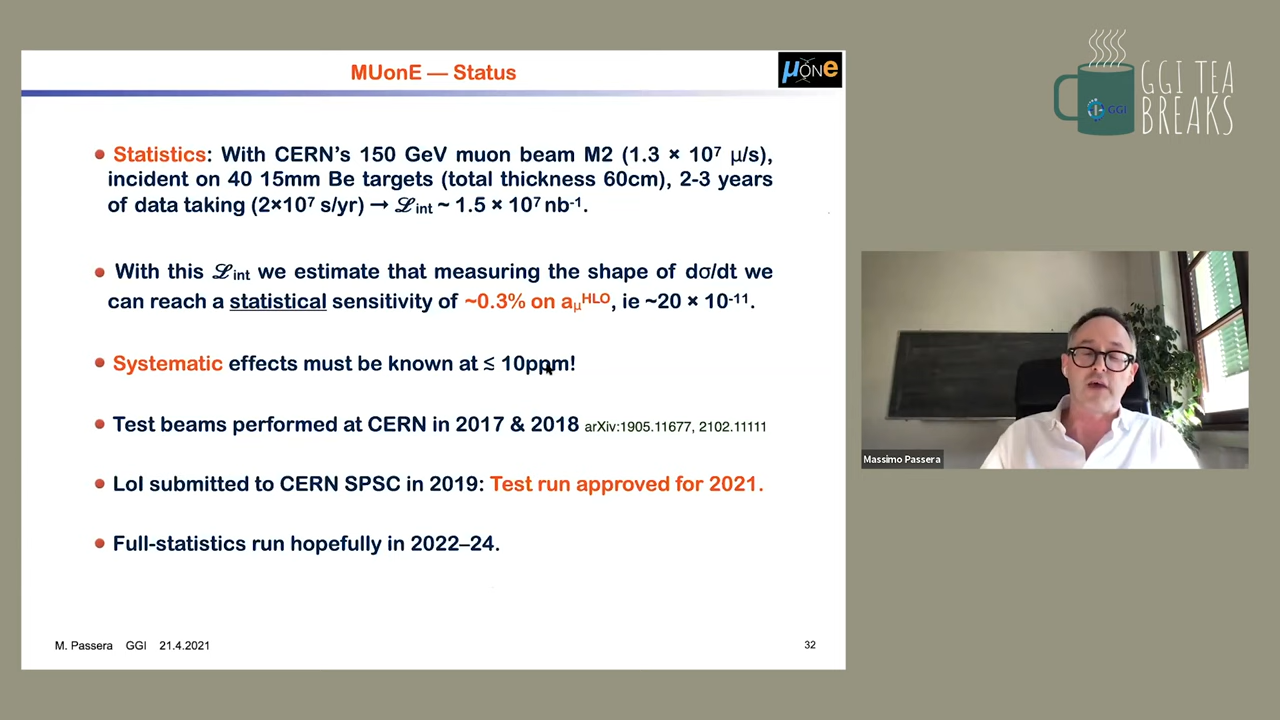 MUonE — Status
μONe
GGI TEA
BREAKS
GGI
• Statistics: With CERN's 150 GeV muon beam M2 (1.3 × 10⁷ μ/s),
incident on 40 15mm Be targets (total thickness 60cm), 2-3 years
of data taking (2×10⁷ s/yr) → ℒint ~ 1.5 × 10⁷ nb⁻¹.
• With this ℒint we estimate that measuring the shape of dσ/dt we
can reach a statistical sensitivity of ~0.3% on aμᴴᴸᴼ, ie ~20 × 10⁻¹¹.
• Systematic effects must be known at ≲ 10ppm!
• Test beams performed at CERN in 2017 & 2018 arXiv:1905.11677, 2102.11111
• LoI submitted to CERN SPSC in 2019: Test run approved for 2021.
• Full-statistics run hopefully in 2022–24.
M. Passera GGI 21.4.2021
32
Massimo Passera